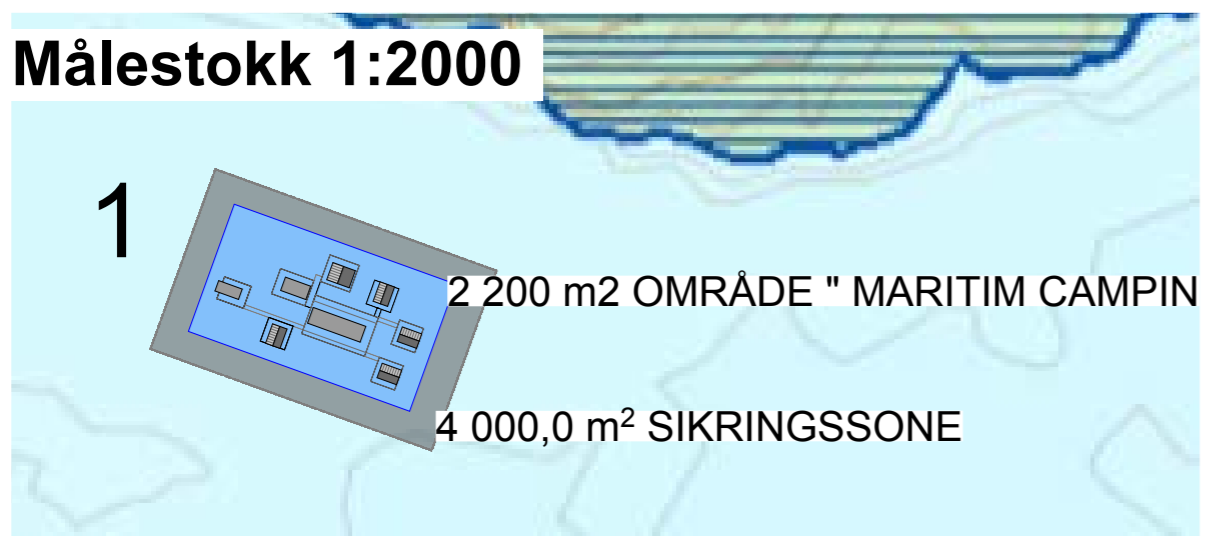 Målestokk 1:2000
1
2 200 m2 OMRÅDE " MARITIM CAMPIN
4 000,0 m² SIKRINGSSONE